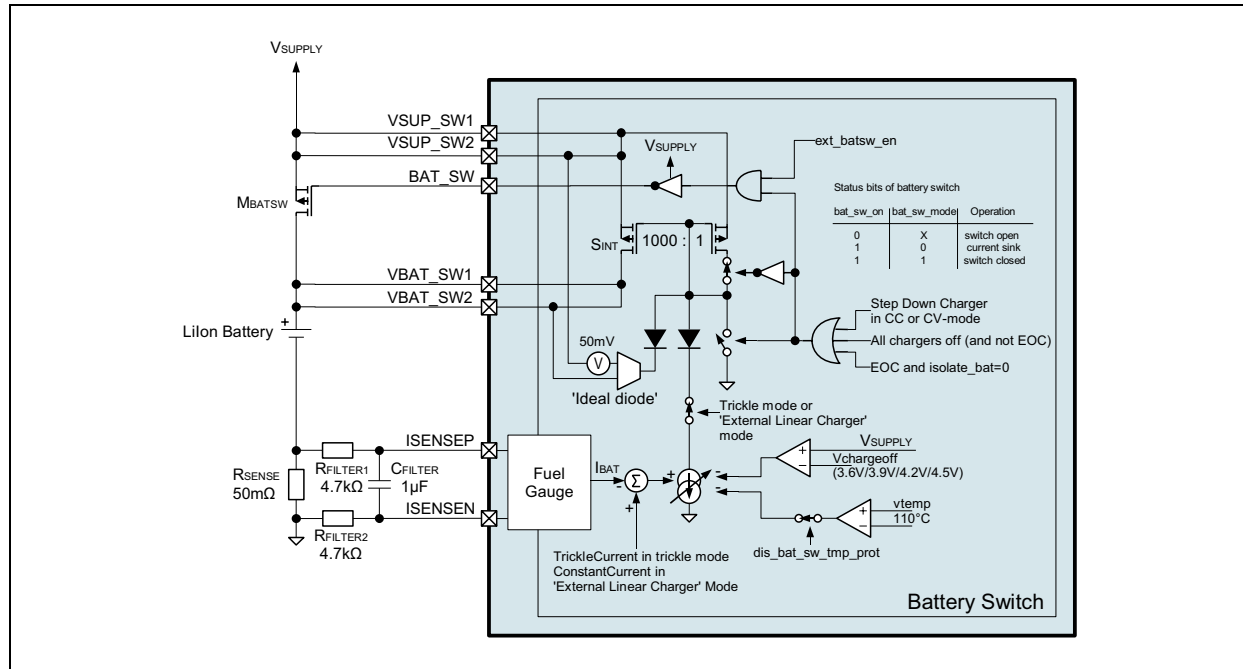 VSUPPLY
VSUP_SW1
VSUP_SW2
BAT_SW
MBATSW
VBAT_SW1
VBAT_SW2
LiIon Battery
+
ISENSEP
RSENSE
50mΩ
RFILTER1
4.7kΩ
CFILTER
1µF
ISENSEN
RFILTER2
4.7kΩ
VSUPPLY
ext_batsw_en
Status bits of battery switch
bat_sw_on bat_sw_mode Operation
0 X switch open
1 0 current sink
1 1 switch closed
SINT
1000 : 1
Step Down Charger
in CC or CV-mode
All chargers off (and not EOC)
EOC and isolate_bat=0
50mV
V
'Ideal diode'
Trickle mode or
'External Linear Charger'
mode
Fuel
Gauge
IBAT
-
Σ
+
+
-
-
VSUPPLY
+
-
Vchargeoff
(3.6V/3.9V/4.2V/4.5V)
vtemp
+
-
110°C
dis_bat_sw_tmp_prot
TrickleCurrent in trickle mode
ConstantCurrent in
'External Linear Charger' Mode
Battery Switch